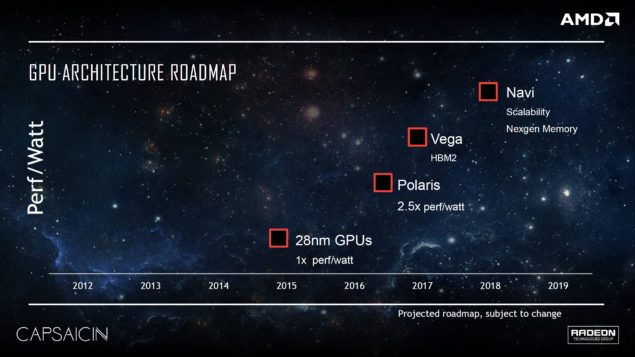 AMD
GPU ARCHITECTURE ROADMAP
Perf/Watt
Navi
Scalability
Nexgen Memory
Vega
HBM2
Polaris
2.5x perf/watt
28nm GPUs
1x perf/watt
2012 2013 2014 2015 2016 2017 2018 2019
Projected roadmap, subject to change
CAPSAICIN
RADEON
TECHNOLOGIES GROUP